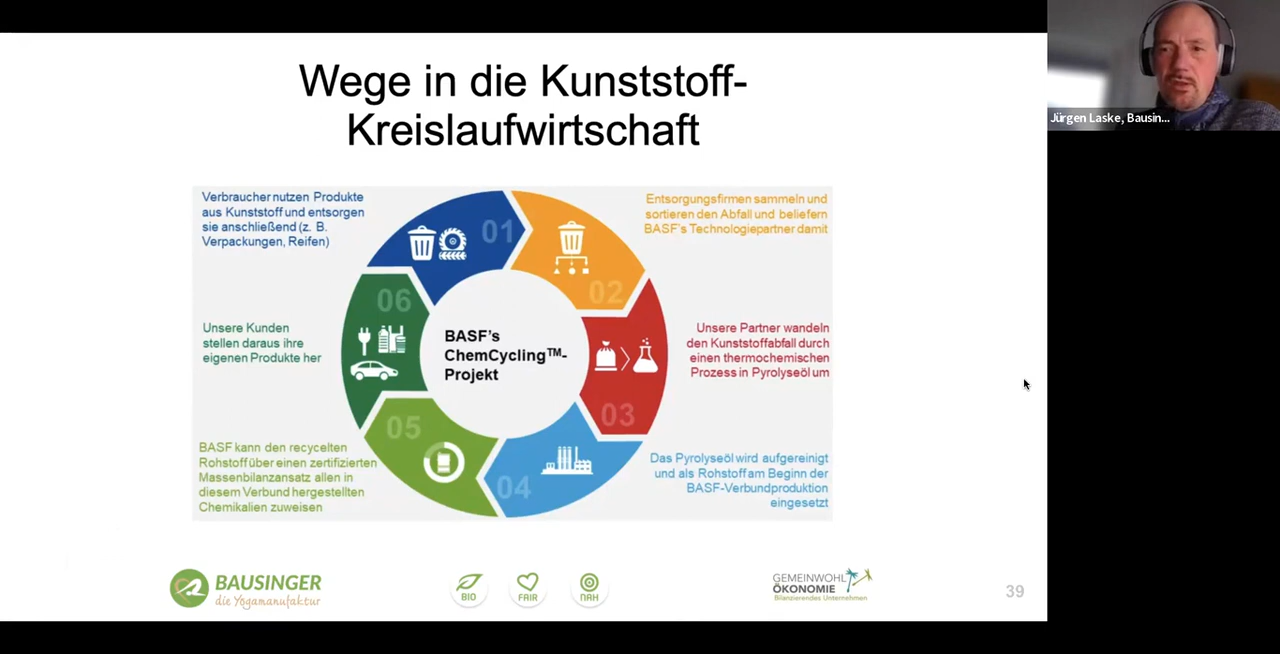 Wege in die Kunststoff-
Kreislaufwirtschaft
Jürgen Laske, Bausin...
Verbraucher nutzen Produkte
aus Kunststoff und entsorgen
sie anschließend (z. B.
Verpackungen, Reifen)
01
Entsorgungsfirmen sammeln und
sortieren den Abfall und beliefern
BASF's Technologiepartner damit
02
Unsere Partner wandeln
den Kunststoffabfall durch
einen thermochemischen
Prozess in Pyrolyseöl um
03
Das Pyrolyseöl wird aufgereinigt
und als Rohstoff am Beginn der
BASF-Verbundproduktion
eingesetzt
04
BASF kann den recycelten
Rohstoff über einen zertifizierten
Massenbilanzansatz allen in
diesem Verbund hergestellten
Chemikalien zuweisen
05
Unsere Kunden
stellen daraus ihre
eigenen Produkte her
06
BASF's
ChemCycling™-
Projekt
BAUSINGER
die Yogamanufaktur
BIO
FAIR
NAH
GEMEINWOHL
ÖKONOMIE
Bilanzierendes Unternehmen
39